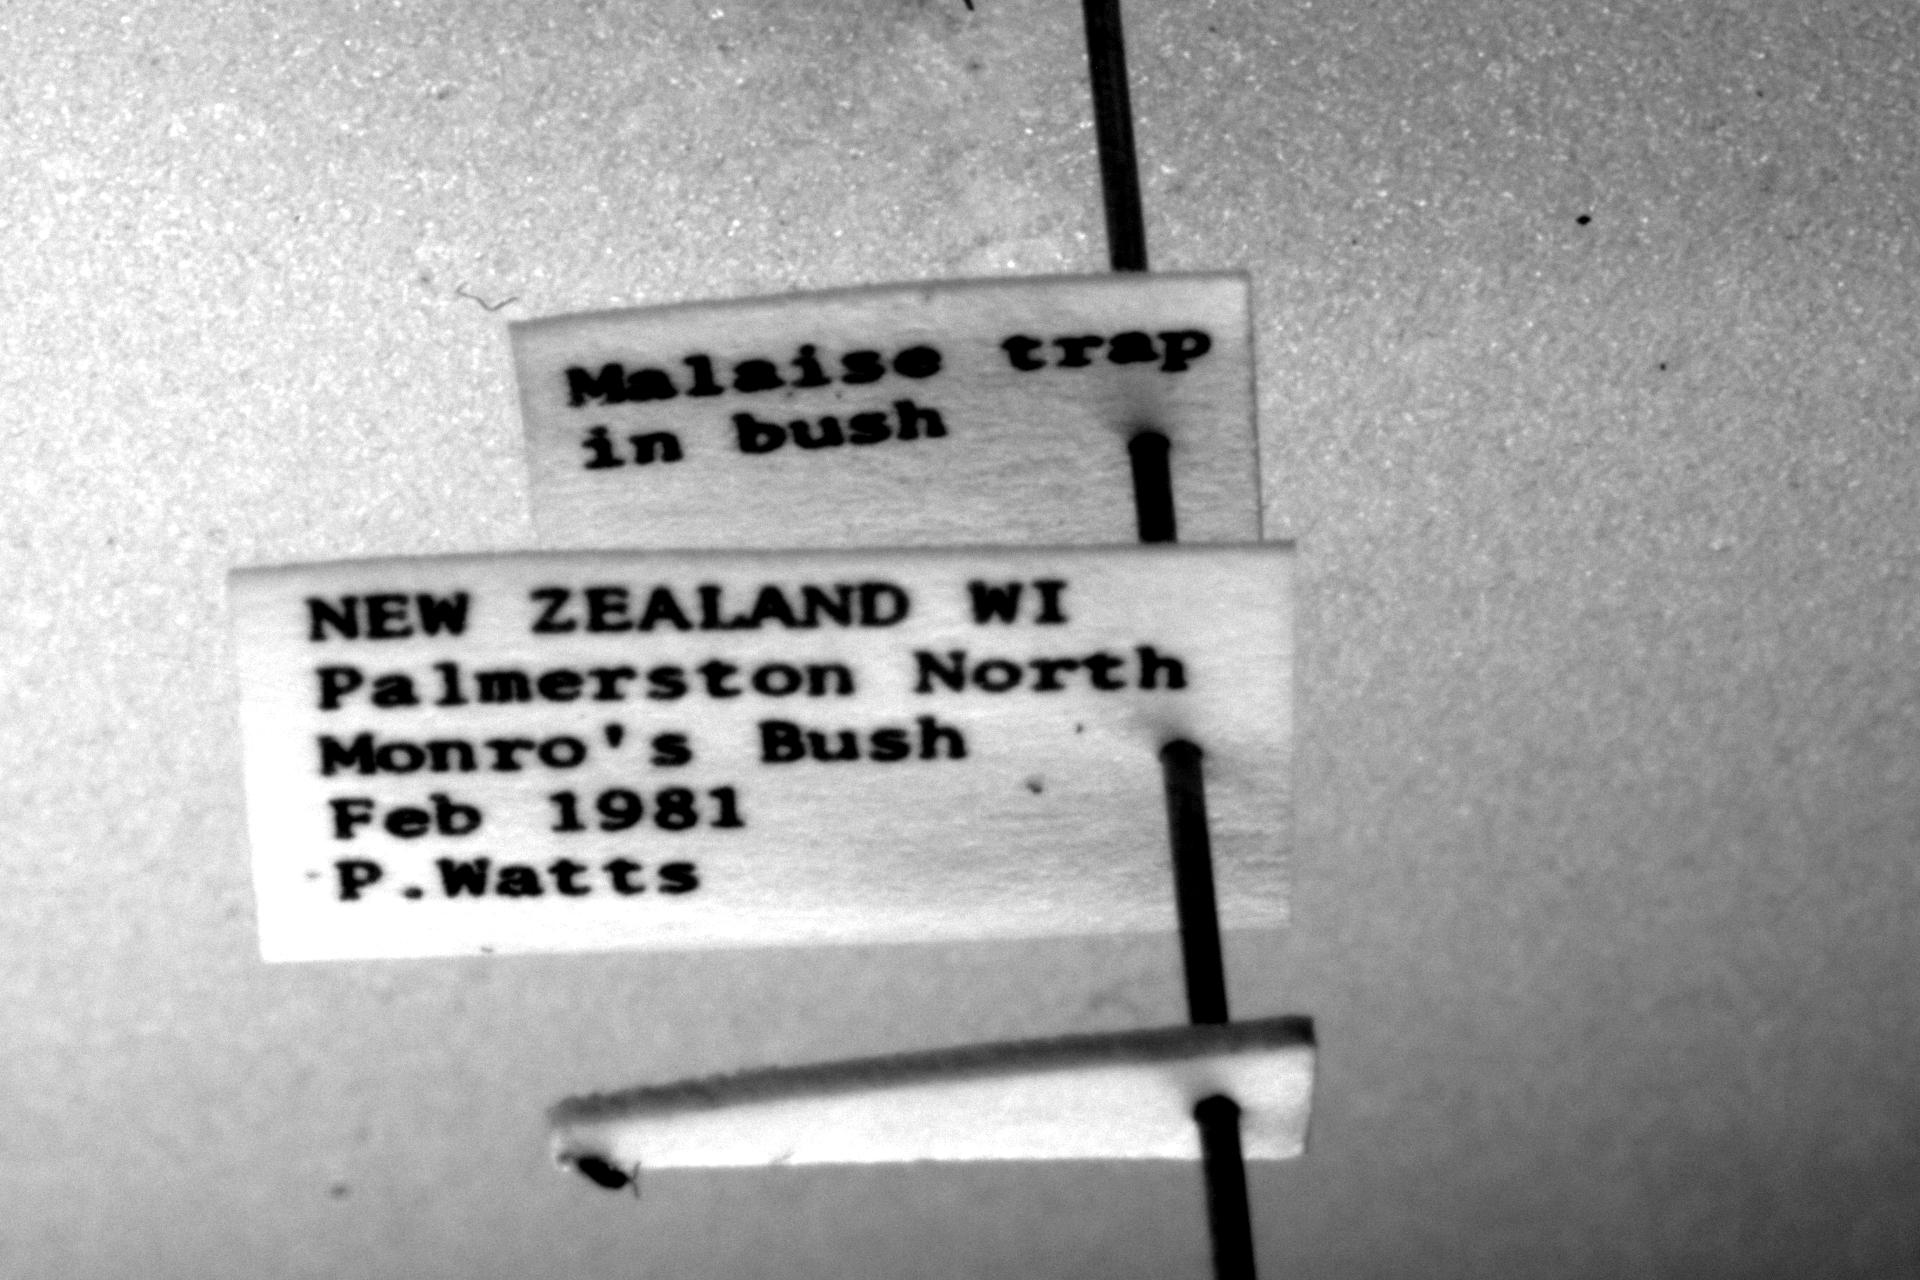 Malaise trap
in bush
NEW ZEALAND WI
Palmerston North
Monro's Bush
Feb 1981
P.Watts